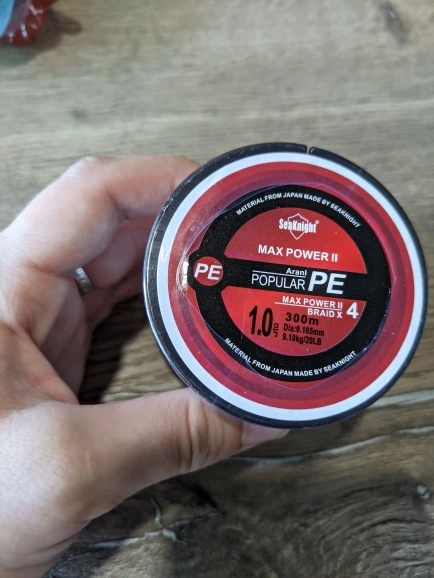 MATERIAL FROM JAPAN MADE BY SEAKNIGHT
SeaKnight®
MAX POWER II
PE
Arani
POPULAR PE
MAX POWER II
BRAID X 4
1.0号
300m
Dia:0.165mm
9.10kg/20LB
MATERIAL FROM JAPAN MADE BY SEAKNIGHT